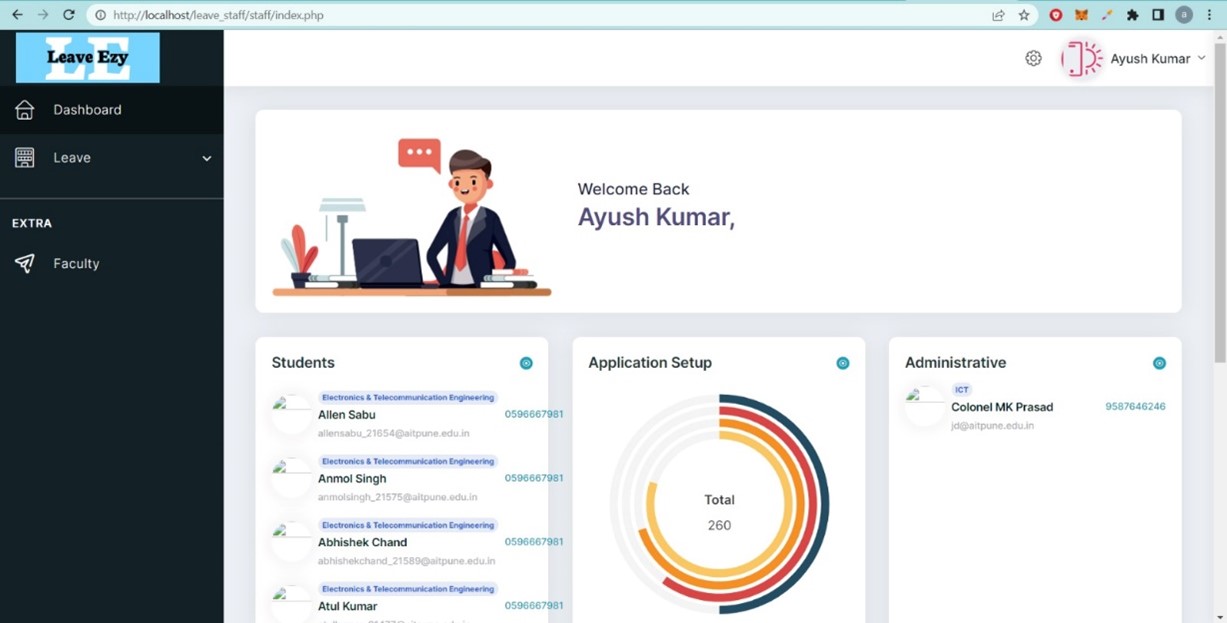 http://localhost/leave_staff/staff/index.php
a
LE
Leave Ezy
Ayush Kumar
Dashboard
Leave
EXTRA
Faculty
Welcome Back
Ayush Kumar,
Students
Electronics & Telecommunication Engineering
Allen Sabu 0596667981
allensabu_21654@aitpune.edu.in
Electronics & Telecommunication Engineering
Anmol Singh 0596667981
anmolsingh_21575@aitpune.edu.in
Electronics & Telecommunication Engineering
Abhishek Chand 0596667981
abhishekchand_21589@aitpune.edu.in
Electronics & Telecommunication Engineering
Atul Kumar 0596667981
Application Setup
Total
260
Administrative
ICT
Colonel MK Prasad 9587646246
jd@aitpune.edu.in